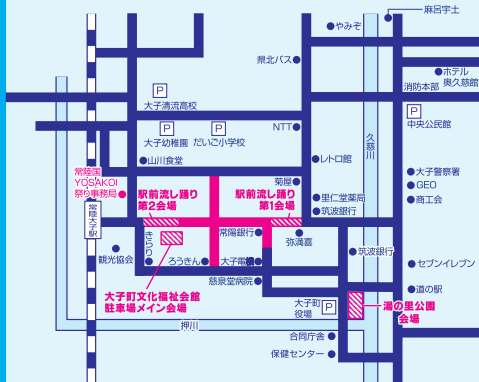 麻呂宇土
やみぞ
県北バス
ホテル
奥久慈館
消防本部
P
大子清流高校
P
中央公民館
P
大子幼稚園
P
だいご小学校
NTT
久慈川
山川食堂
レトロ館
常陸国
YOSAKOI
祭り事務局
菊屋
大子警察署
GEO
商工会
駅前流し踊り
第2会場
駅前流し踊り
第1会場
里仁堂薬局
筑波銀行
常陸大子駅
きらり
常陽銀行
弥満喜
観光協会
ろうきん
大子電機
筑波銀行
セブンイレブン
慈泉堂病院
道の駅
大子町文化福祉会館
駐車場メイン会場
大子町
役場
P
湯の里公園
会場
押川
合同庁舎
保健センター